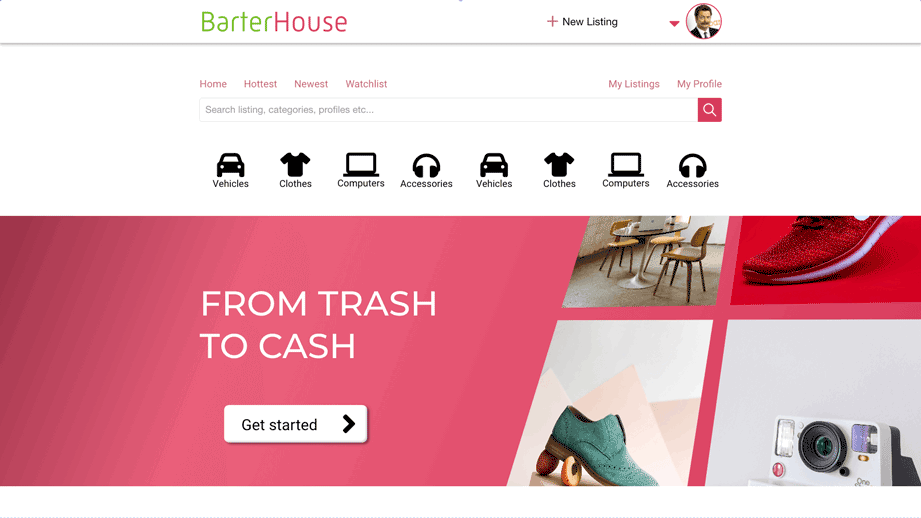 BarterHouse
+ New Listing
Home Hottest Newest Watchlist My Listings My Profile
Search listing, categories, profiles etc...
Vehicles Clothes Computers Accessories Vehicles Clothes Computers Accessories
FROM TRASH
TO CASH
Get started
One